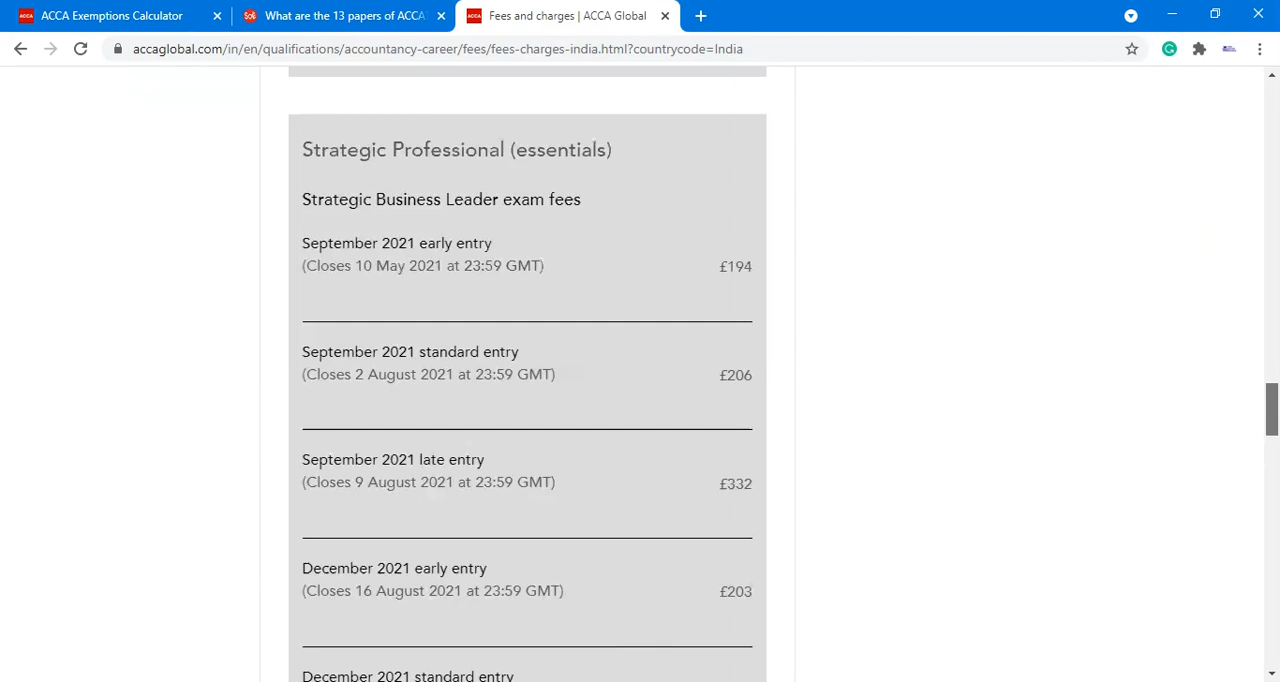 ACCA Exemptions Calculator
What are the 13 papers of ACCA
Fees and charges | ACCA Global
accaglobal.com/in/en/qualifications/accountancy-career/fees/fees-charges-india.html?countrycode=India
Strategic Professional (essentials)
Strategic Business Leader exam fees
September 2021 early entry
(Closes 10 May 2021 at 23:59 GMT) £194
September 2021 standard entry
(Closes 2 August 2021 at 23:59 GMT) £206
September 2021 late entry
(Closes 9 August 2021 at 23:59 GMT) £332
December 2021 early entry
(Closes 16 August 2021 at 23:59 GMT) £203
December 2021 standard entry